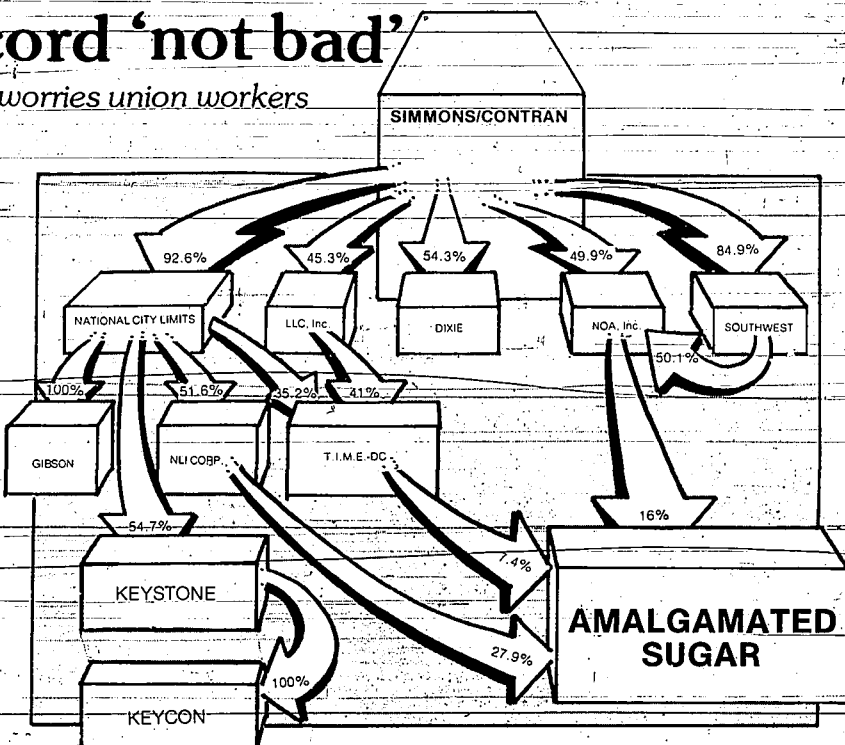 cord ‘not bad’
worries union workers
SIMMONS/CONTRAN
92.6%
45.3%
54.3%
49.9%
84.9%
NATIONAL CITY LIMITS
LLC, Inc.
DIXIE
NOA, Inc.
SOUTHWEST
50.1%
100%
51.6%
35.2%
41%
GIBSON
NLI CORP.
T.I.M.E.-DC
54.7%
16%
7.4%
KEYSTONE
AMALGAMATED
SUGAR
27.9%
100%
KEYCON